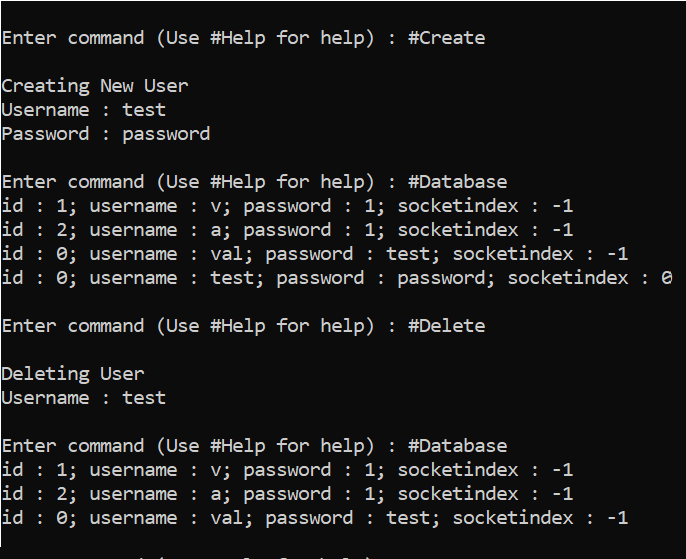 Enter command (Use #Help for help) : #Create
Creating New User
Username : test
Password : password
Enter command (Use #Help for help) : #Database
id : 1; username : v; password : 1; socketindex : -1
id : 2; username : a; password : 1; socketindex : -1
id : 0; username : val; password : test; socketindex : -1
id : 0; username : test; password : password; socketindex : 0
Enter command (Use #Help for help) : #Delete
Deleting User
Username : test
Enter command (Use #Help for help) : #Database
id : 1; username : v; password : 1; socketindex : -1
id : 2; username : a; password : 1; socketindex : -1
id : 0; username : val; password : test; socketindex : -1